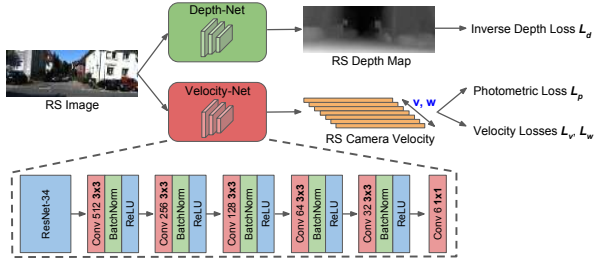 Depth-Net
RS Image
RS Depth Map
Inverse Depth Loss L_d
Velocity-Net
v, w
RS Camera Velocity
Photometric Loss L_p
Velocity Losses L_v, L_w
ResNet-34
Conv 512 3x3
BatchNorm
ReLU
Conv 256 3x3
BatchNorm
ReLU
Conv 128 3x3
BatchNorm
ReLU
Conv 64 3x3
BatchNorm
ReLU
Conv 32 3x3
BatchNorm
ReLU
Conv 6 1x1